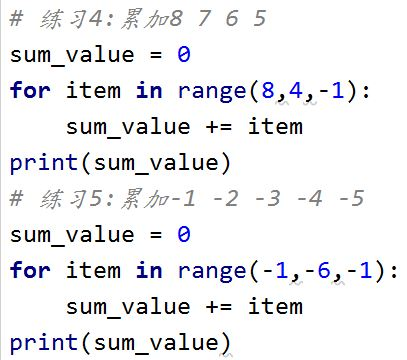 # 练习4:累加8 7 6 5
sum_value = 0
for item in range(8,4,-1):
    sum_value += item
print(sum_value)
# 练习5:累加-1 -2 -3 -4 -5
sum_value = 0
for item in range(-1,-6,-1):
    sum_value += item
print(sum_value)